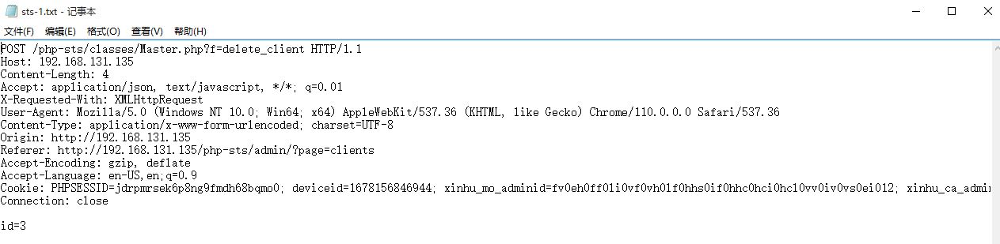 sts-1.txt - 记事本
文件(F) 编辑(E) 格式(O) 查看(V) 帮助(H)
POST /php-sts/classes/Master.php?f=delete_client HTTP/1.1
Host: 192.168.131.135
Content-Length: 4
Accept: application/json, text/javascript, */*; q=0.01
X-Requested-With: XMLHttpRequest
User-Agent: Mozilla/5.0 (Windows NT 10.0; Win64; x64) AppleWebKit/537.36 (KHTML, like Gecko) Chrome/110.0.0.0 Safari/537.36
Content-Type: application/x-www-form-urlencoded; charset=UTF-8
Origin: http://192.168.131.135
Referer: http://192.168.131.135/php-sts/admin/?page=clients
Accept-Encoding: gzip, deflate
Accept-Language: en-US,en;q=0.9
Cookie: PHPSESSID=jdrpmrsek6p8ng9fmdh68bqmo0; deviceid=1678156846944; xinhu_mo_adminid=fv0eh0ff0li0vf0vh0lf0hhs0if0hhc0hci0hcl0vv0iv0vs0ei012; xinhu_ca_admin
Connection: close
id=3